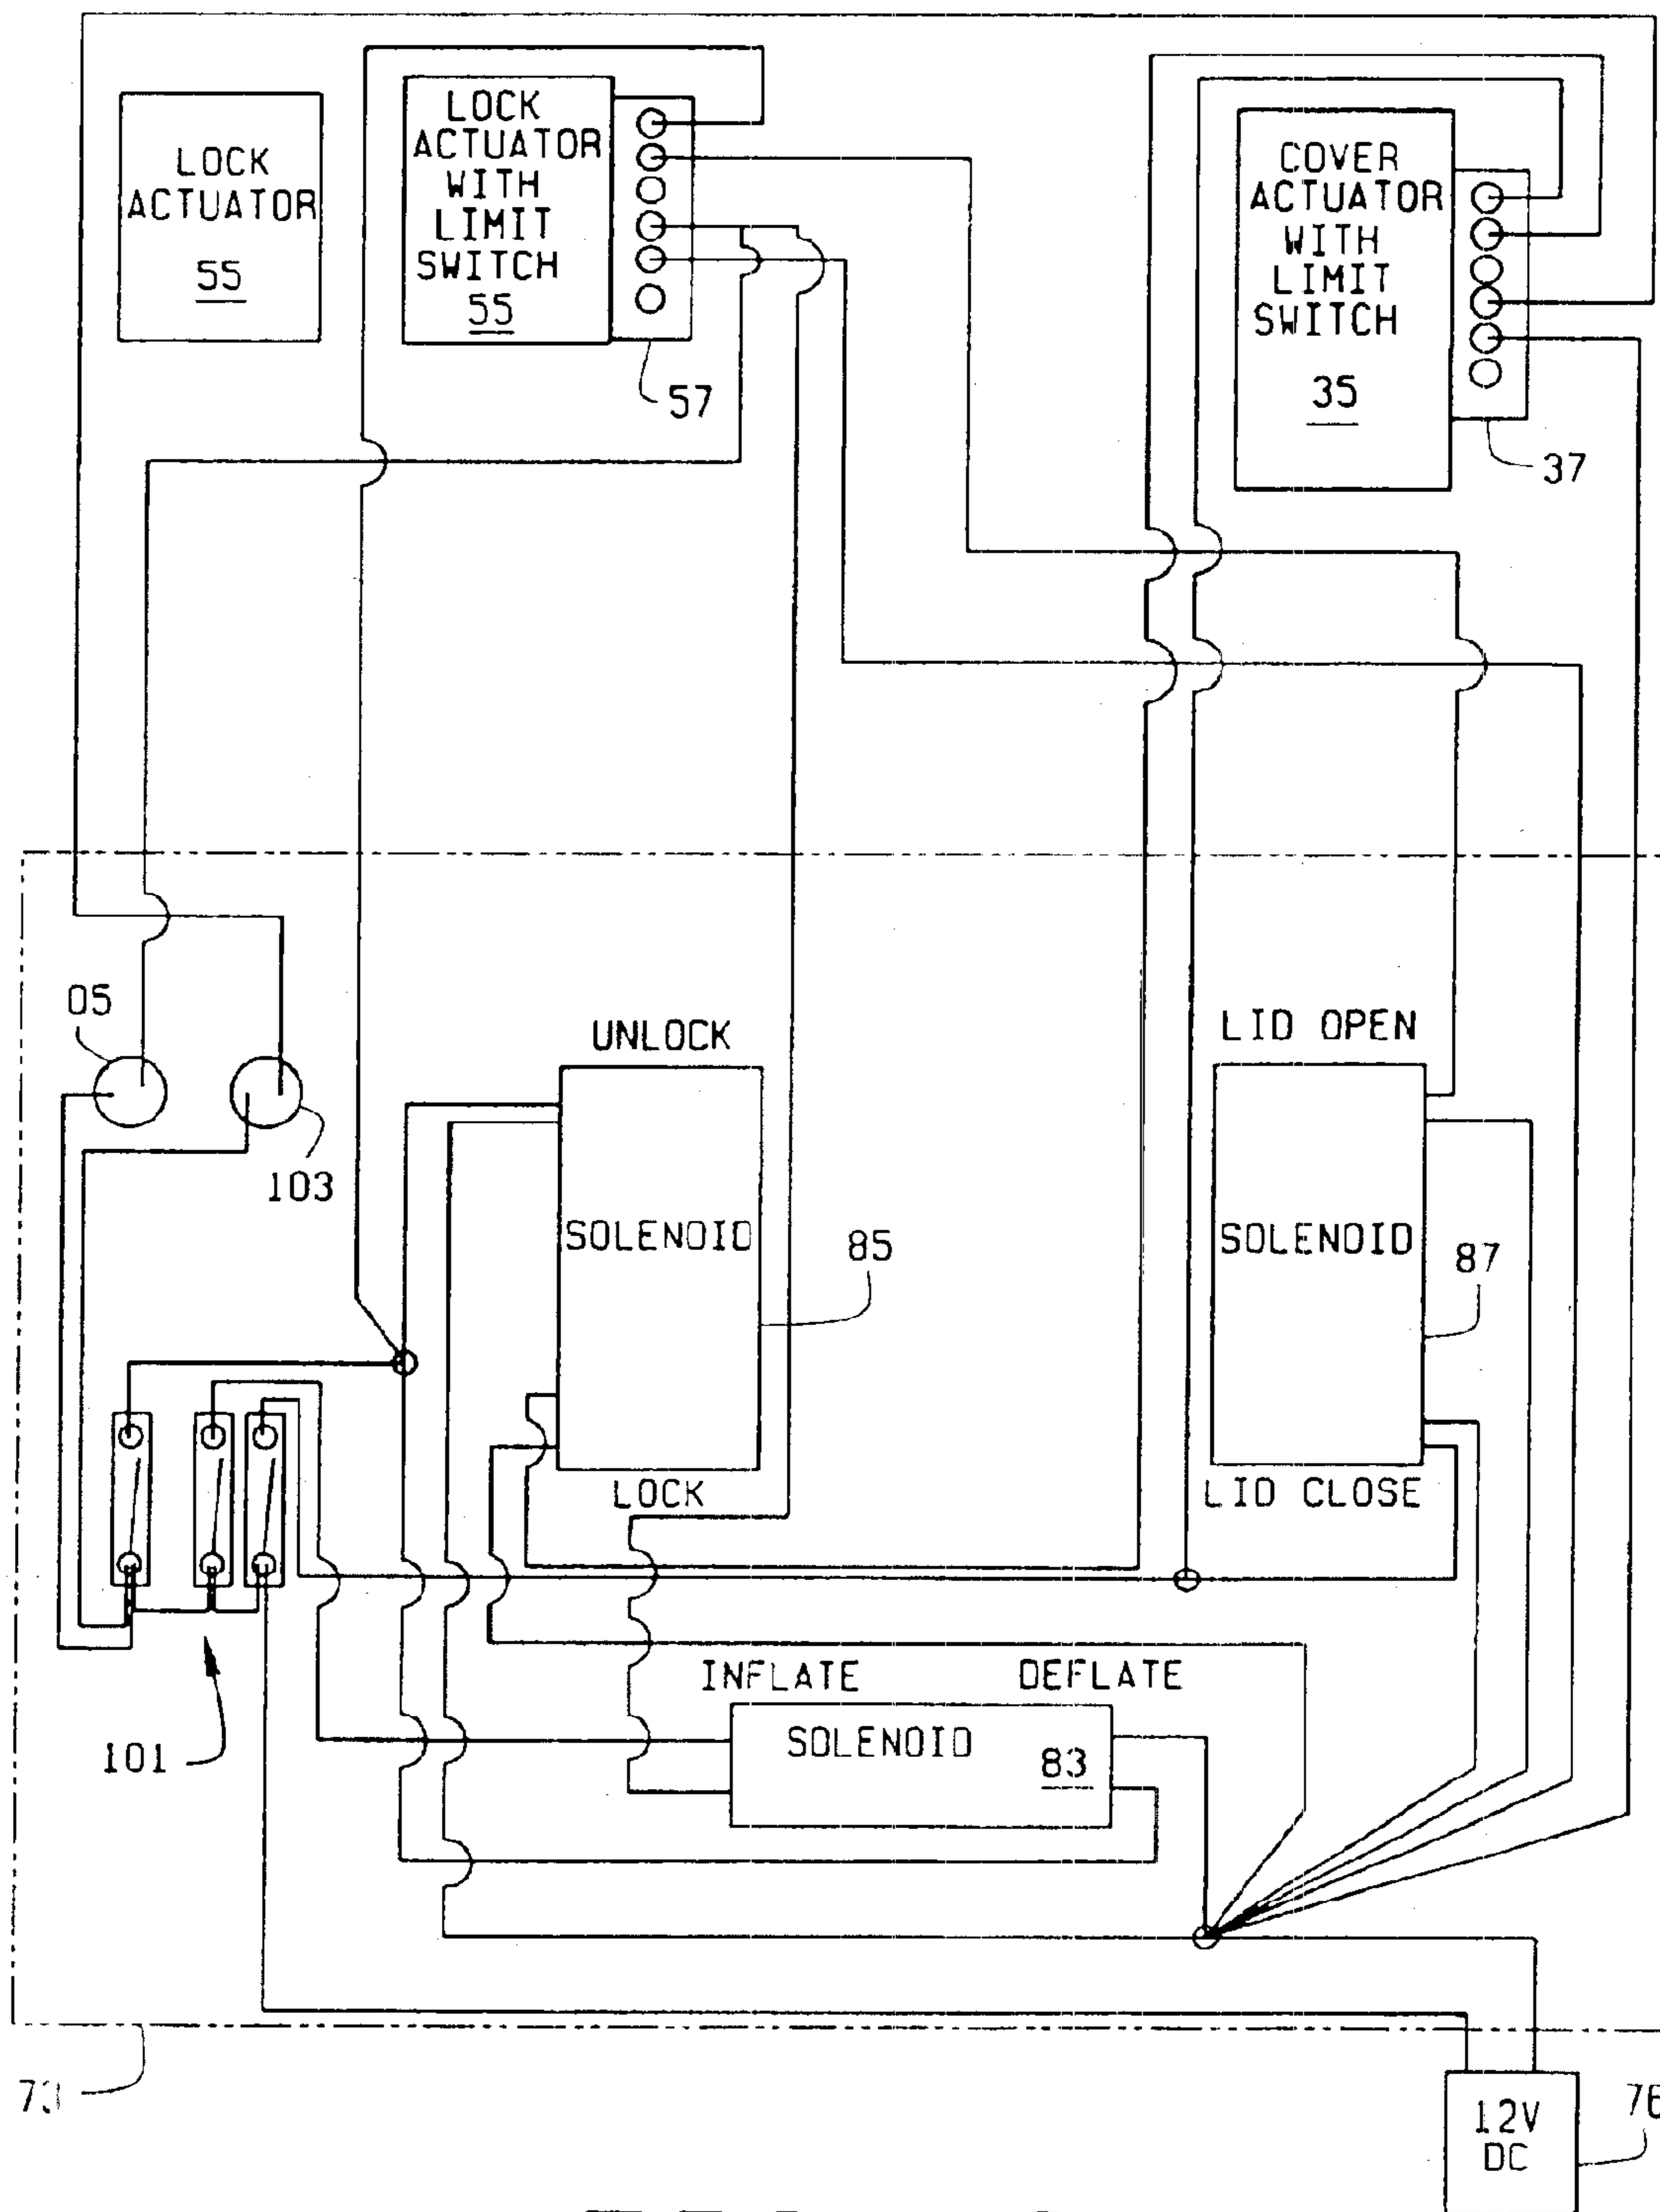 LOCK
ACTUATOR
55
LOCK
ACTUATOR
WITH
LIMIT
SWITCH
55
57
COVER
ACTUATOR
WITH
LIMIT
SWITCH
35
37
05
103
UNLOCK
SOLENOID
85
LOCK
LID OPEN
SOLENOID
87
LID CLOSE
101
INFLATE
DEFLATE
SOLENOID
83
73
12V
DC